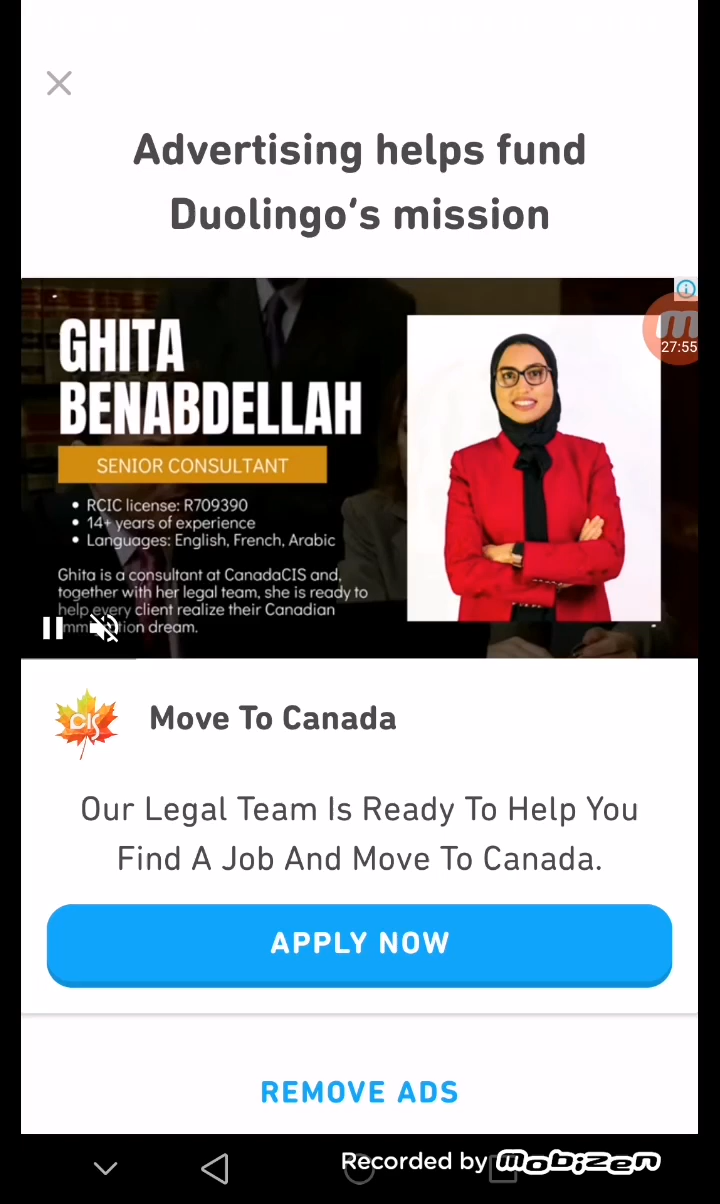 Advertising helps fund
Duolingo's mission
GHITA
BENABDELLAH
SENIOR CONSULTANT
• RCIC license: R709390
• 14+ years of experience
• Languages: English, French, Arabic
Ghita is a consultant at CanadaCIS and,
together with her legal team, she is ready to
help every client realize their Canadian
dream.
27:55
CIS
Move To Canada
Our Legal Team Is Ready To Help You
Find A Job And Move To Canada.
APPLY NOW
REMOVE ADS
Recorded by Mobizen